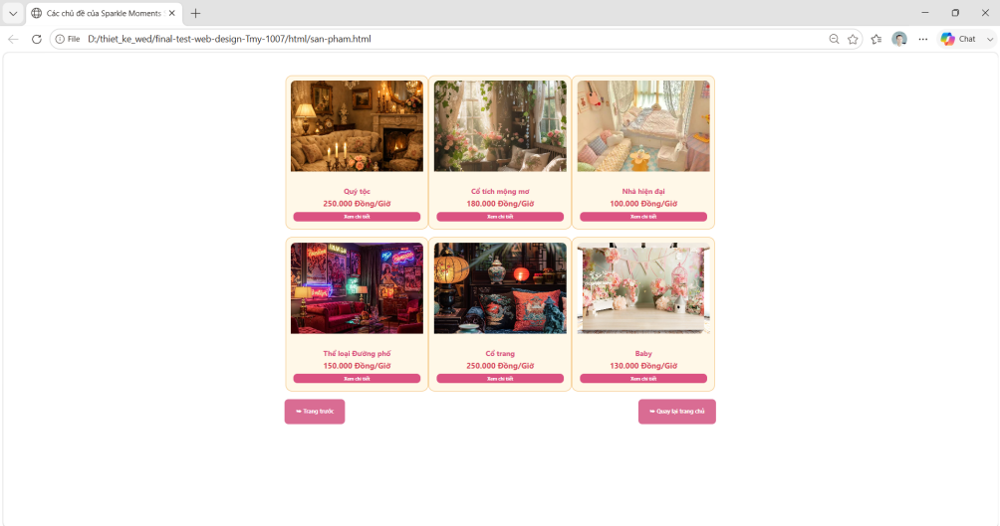 Các chủ đề của Sparkle Moments
File D:/thiet_ke_wed/final-test-web-design-Tmy-1007/html/san-pham.html
Chat
Quý tộc
250.000 Đồng/Giờ
Xem chi tiết
Cổ tích mộng mơ
180.000 Đồng/Giờ
Xem chi tiết
Nhà hiện đại
100.000 Đồng/Giờ
Xem chi tiết
Thể loại Đường phố
150.000 Đồng/Giờ
Xem chi tiết
Cổ trang
250.000 Đồng/Giờ
Xem chi tiết
Baby
130.000 Đồng/Giờ
Xem chi tiết
➥ Trang trước
➥ Quay lại trang chủ